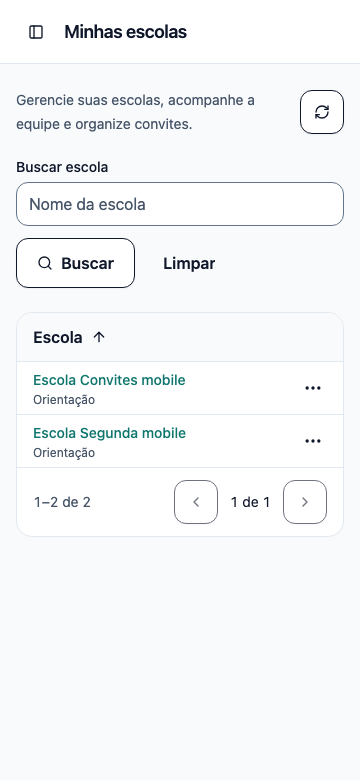 Minhas escolas
Gerencie suas escolas, acompanhe a
equipe e organize convites.
Buscar escola
Nome da escola
Buscar
Limpar
Escola
Escola Convites mobile
Orientação
Escola Segunda mobile
Orientação
1–2 de 2
1 de 1